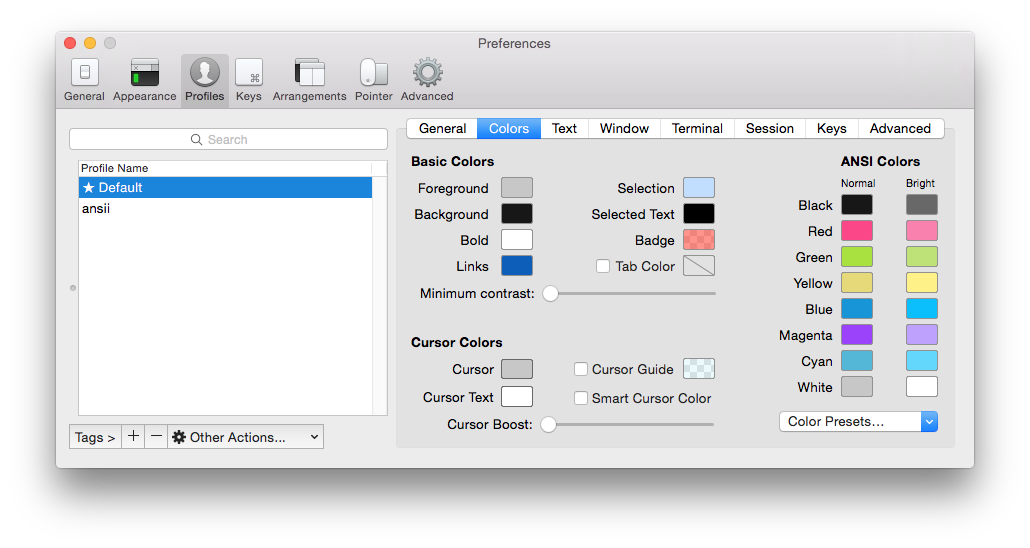 Preferences
General Appearance Profiles Keys Arrangements Pointer Advanced
Search
Profile Name
★ Default
ansii
Tags > + − Other Actions...
General Colors Text Window Terminal Session Keys Advanced
Basic Colors
Foreground
Background
Bold
Links
Selection
Selected Text
Badge
Tab Color
Minimum contrast:
Cursor Colors
Cursor
Cursor Text
Cursor Guide
Smart Cursor Color
Cursor Boost:
ANSI Colors
Normal Bright
Black
Red
Green
Yellow
Blue
Magenta
Cyan
White
Color Presets...